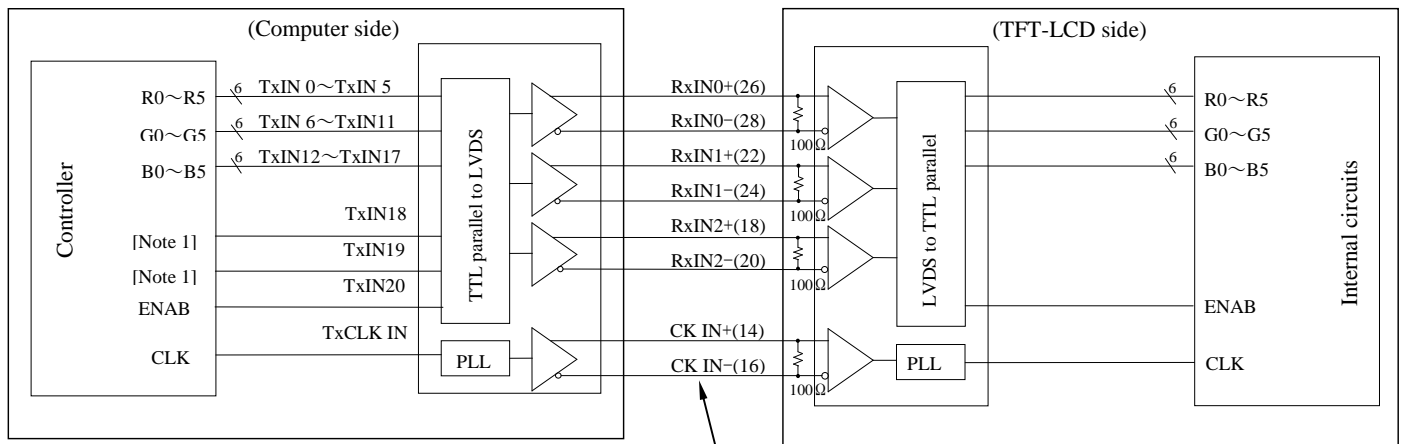 (Computer side)
(TFT-LCD side)
Controller
R0～R5
6
TxIN 0～TxIN 5
G0～G5
6
TxIN 6～TxIN11
B0～B5
6
TxIN12～TxIN17
[Note 1]
TxIN18
[Note 1]
TxIN19
ENAB
TxIN20
CLK
TxCLK IN
TTL parallel to LVDS
PLL
RxIN0+(26)
RxIN0−(28)
100Ω
RxIN1+(22)
RxIN1−(24)
100Ω
RxIN2+(18)
RxIN2−(20)
100Ω
CK IN+(14)
CK IN−(16)
100Ω
LVDS to TTL parallel
PLL
6
R0～R5
6
G0～G5
6
B0～B5
ENAB
CLK
Internal circuits